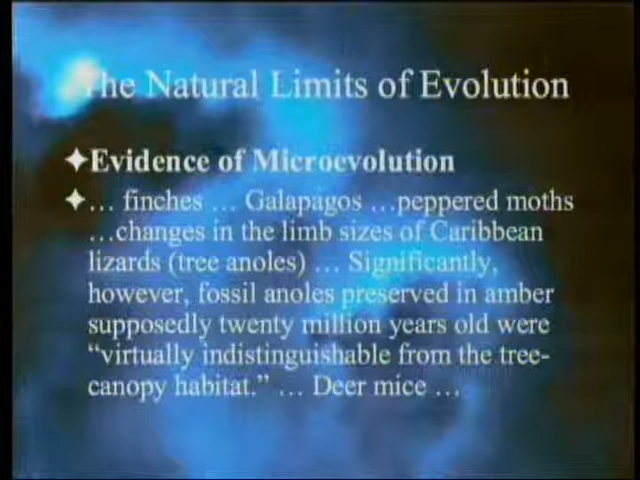 The Natural Limits of Evolution
✦Evidence of Microevolution
✦… finches … Galapagos …peppered moths
…changes in the limb sizes of Caribbean
lizards (tree anoles) … Significantly,
however, fossil anoles preserved in amber
supposedly twenty million years old were
“virtually indistinguishable from the tree-
canopy habitat.” … Deer mice …